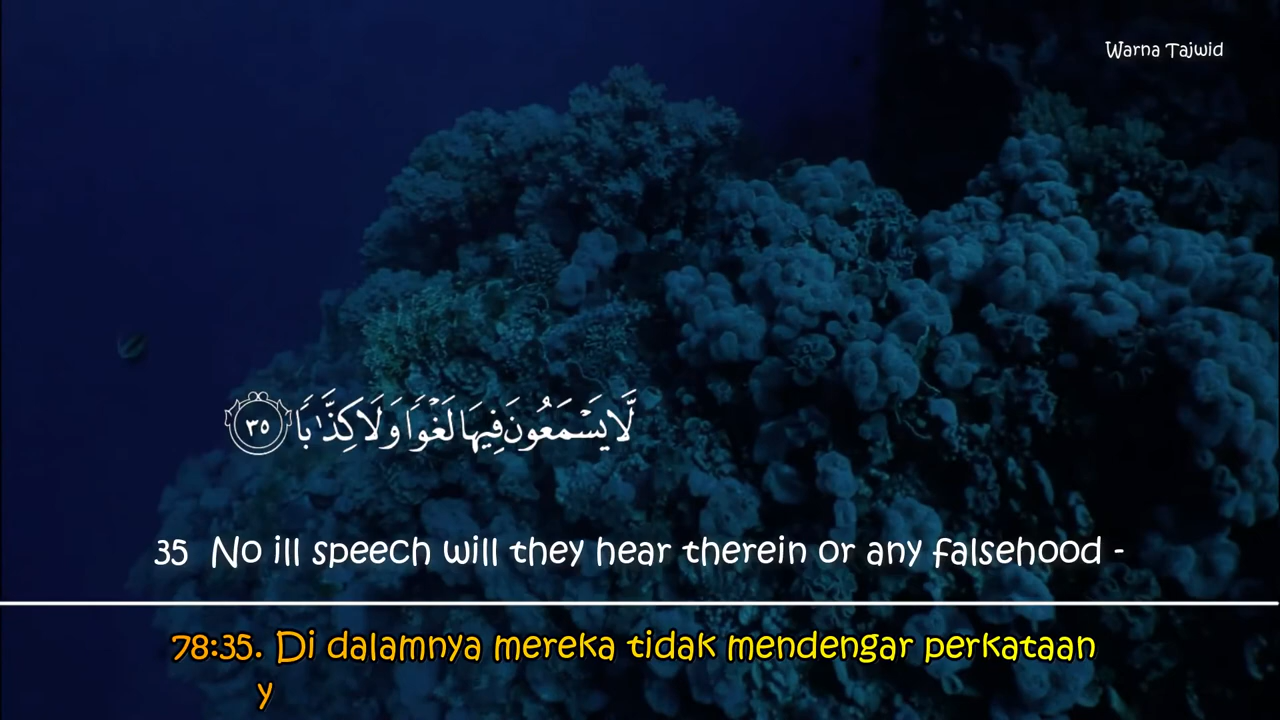 Warna Tajwid
لَّا يَسْمَعُونَ فِيهَا لَغْوًا وَلَا كِذَّٰبًا ٣٥
35 No ill speech will they hear therein or any falsehood -
78:35. Di dalamnya mereka tidak mendengar perkataan
y